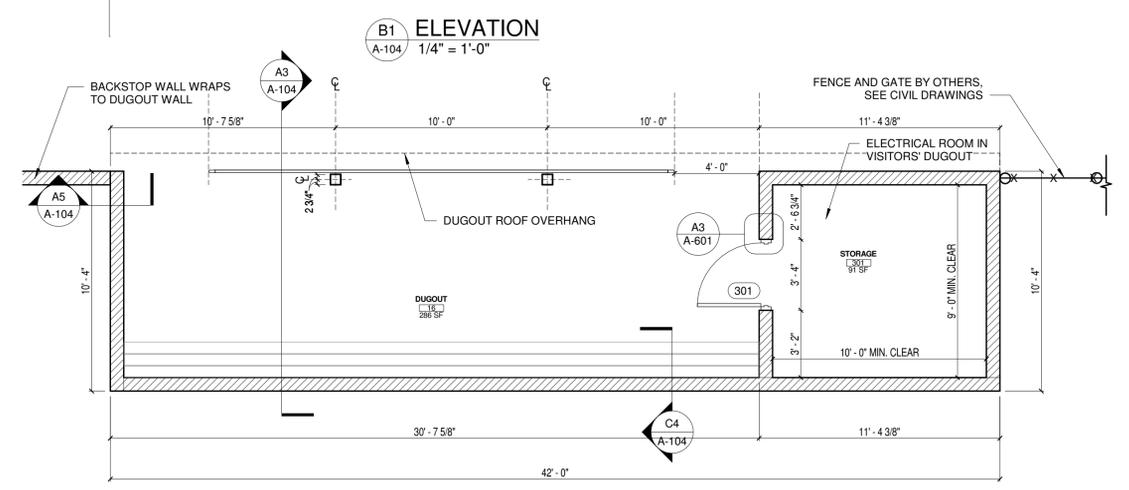 B1
A-104
ELEVATION
1/4" = 1'-0"
A3
A-104
BACKSTOP WALL WRAPS
TO DUGOUT WALL
FENCE AND GATE BY OTHERS,
SEE CIVIL DRAWINGS
10' - 7 5/8"
10' - 0"
10' - 0"
11' - 4 3/8"
ELECTRICAL ROOM IN
VISITORS' DUGOUT
4' - 0"
A5
A-104
2 3/4"
DUGOUT ROOF OVERHANG
A3
A-601
2' - 6 3/4"
STORAGE
301
91 SF
X
X
X
10' - 4"
3' - 4"
301
9' - 0" MIN. CLEAR
10' - 4"
DUGOUT
16
286 SF
3' - 2"
10' - 0" MIN. CLEAR
C4
A-104
30' - 7 5/8"
11' - 4 3/8"
42' - 0"